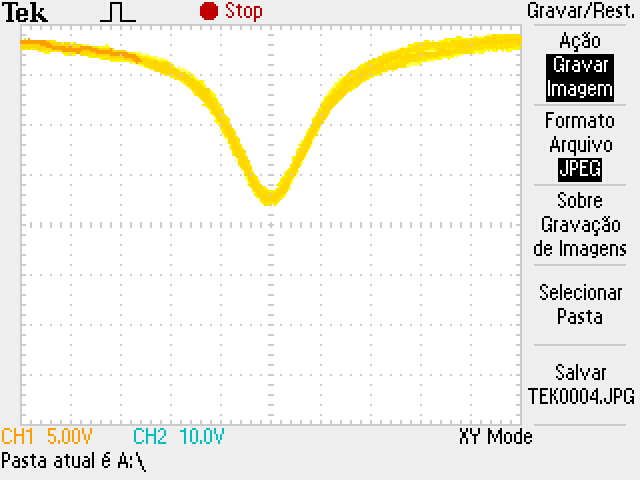 Tek
Stop
Gravar/Rest.
Ação
Gravar
Imagem
Formato
Arquivo
JPEG
Sobre
Gravação
de Imagens
Selecionar
Pasta
Salvar
TEK0004.JPG
CH1 5.00V CH2 10.0V XY Mode
Pasta atual é A:\